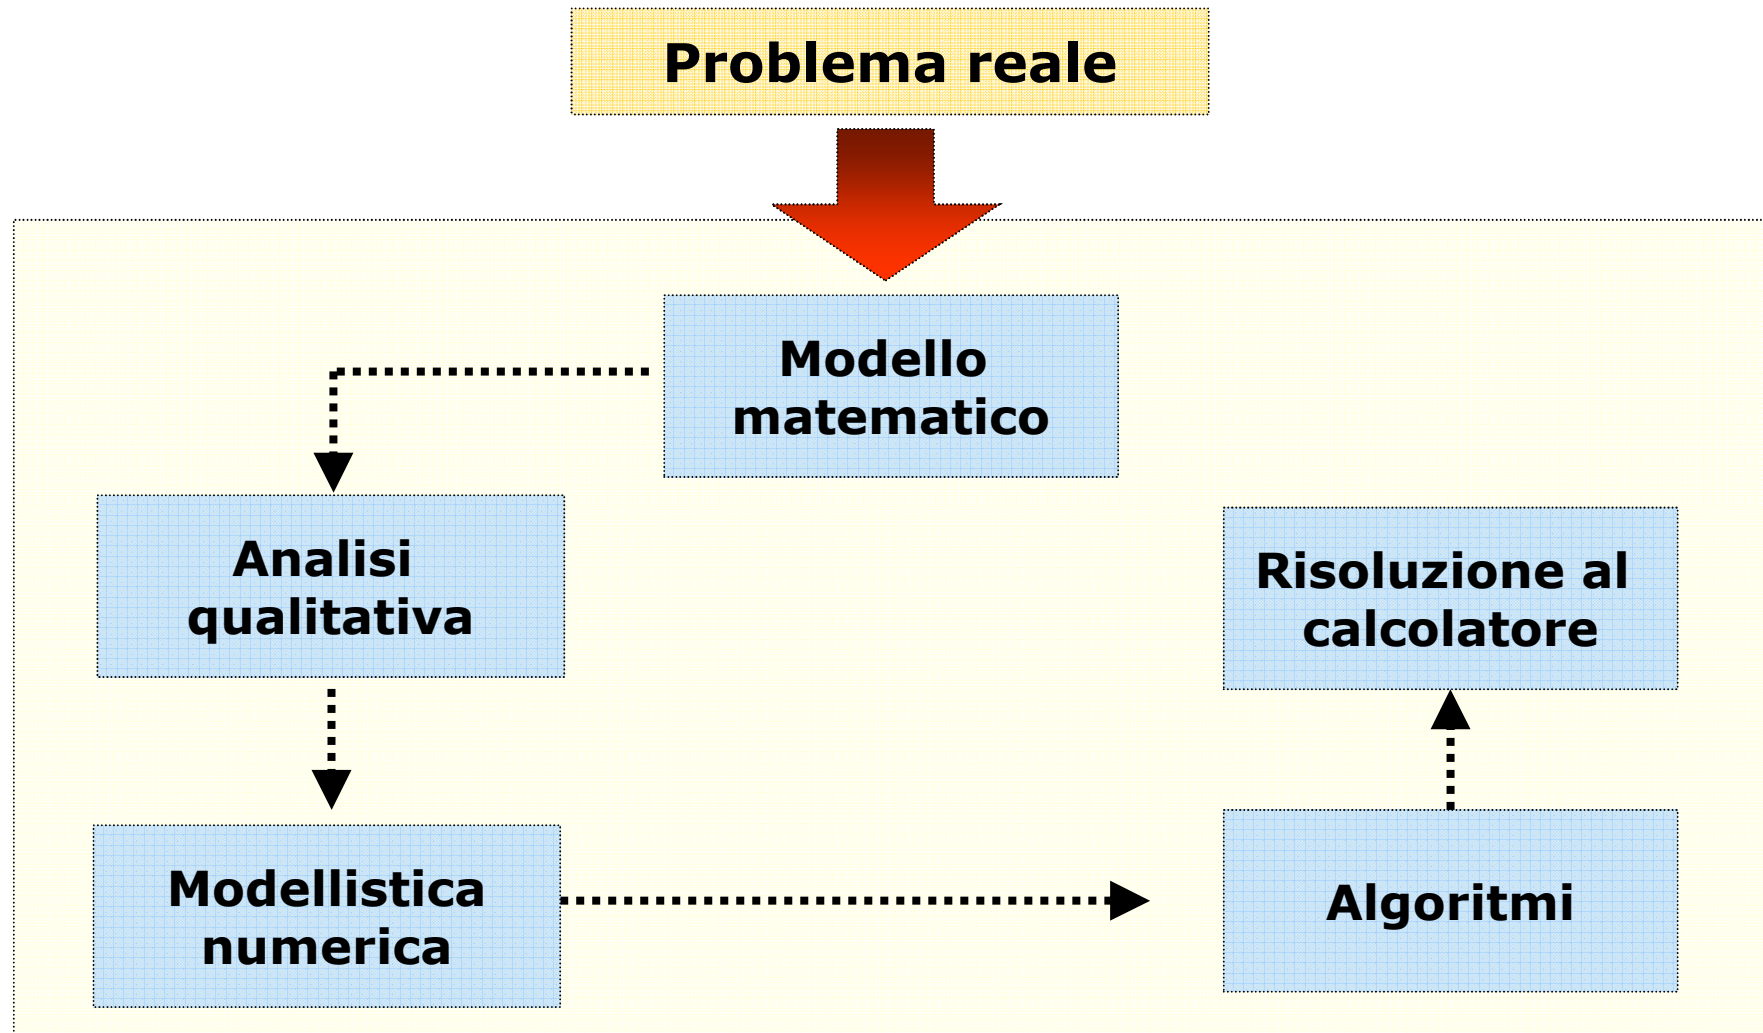 Problema reale
Modello
matematico
Analisi
qualitativa
Risoluzione al
calcolatore
Modellistica
numerica
Algoritmi